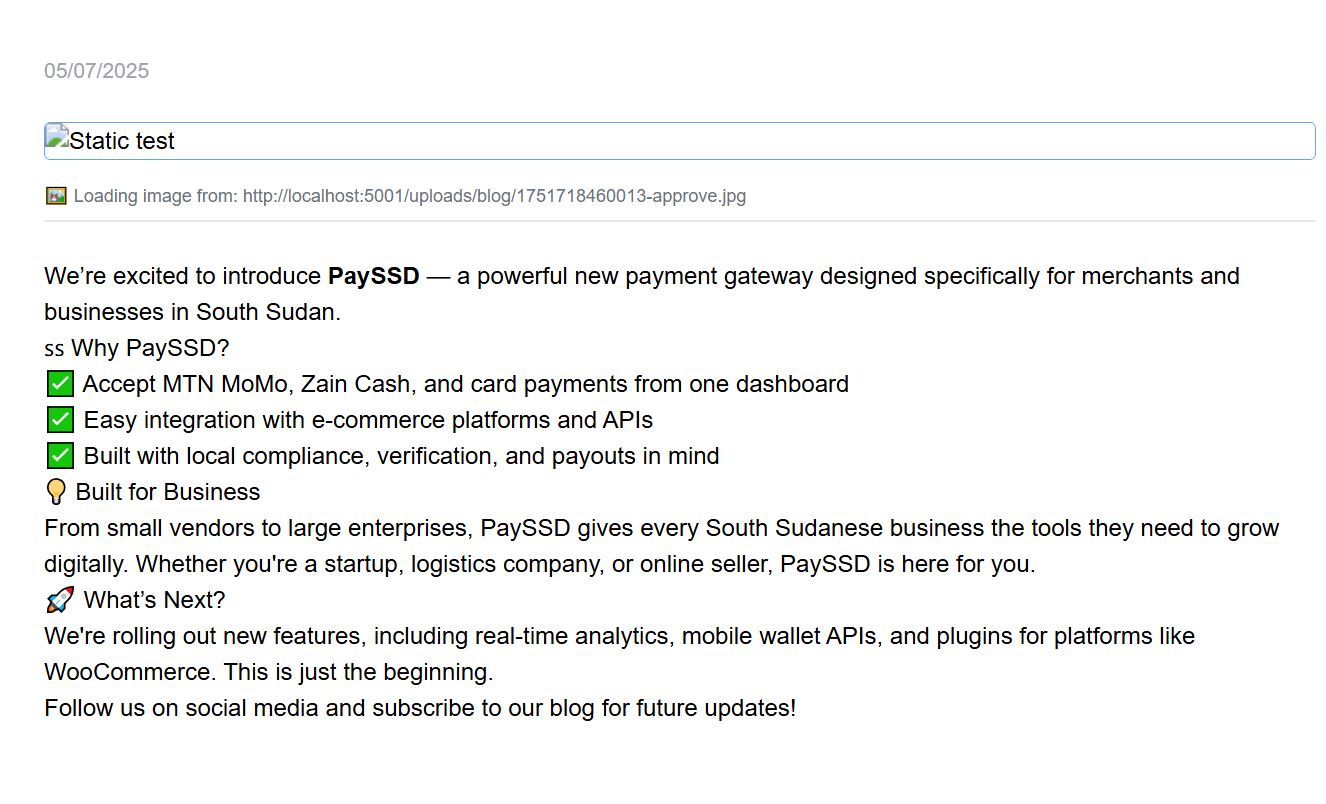 05/07/2025
Static test
🖼️ Loading image from: http://localhost:5001/uploads/blog/1751718460013-approve.jpg
We’re excited to introduce PaySSD — a powerful new payment gateway designed specifically for merchants and
businesses in South Sudan.
ss Why PaySSD?
✅ Accept MTN MoMo, Zain Cash, and card payments from one dashboard
✅ Easy integration with e-commerce platforms and APIs
✅ Built with local compliance, verification, and payouts in mind
💡 Built for Business
From small vendors to large enterprises, PaySSD gives every South Sudanese business the tools they need to grow
digitally. Whether you're a startup, logistics company, or online seller, PaySSD is here for you.
🚀 What’s Next?
We're rolling out new features, including real-time analytics, mobile wallet APIs, and plugins for platforms like
WooCommerce. This is just the beginning.
Follow us on social media and subscribe to our blog for future updates!